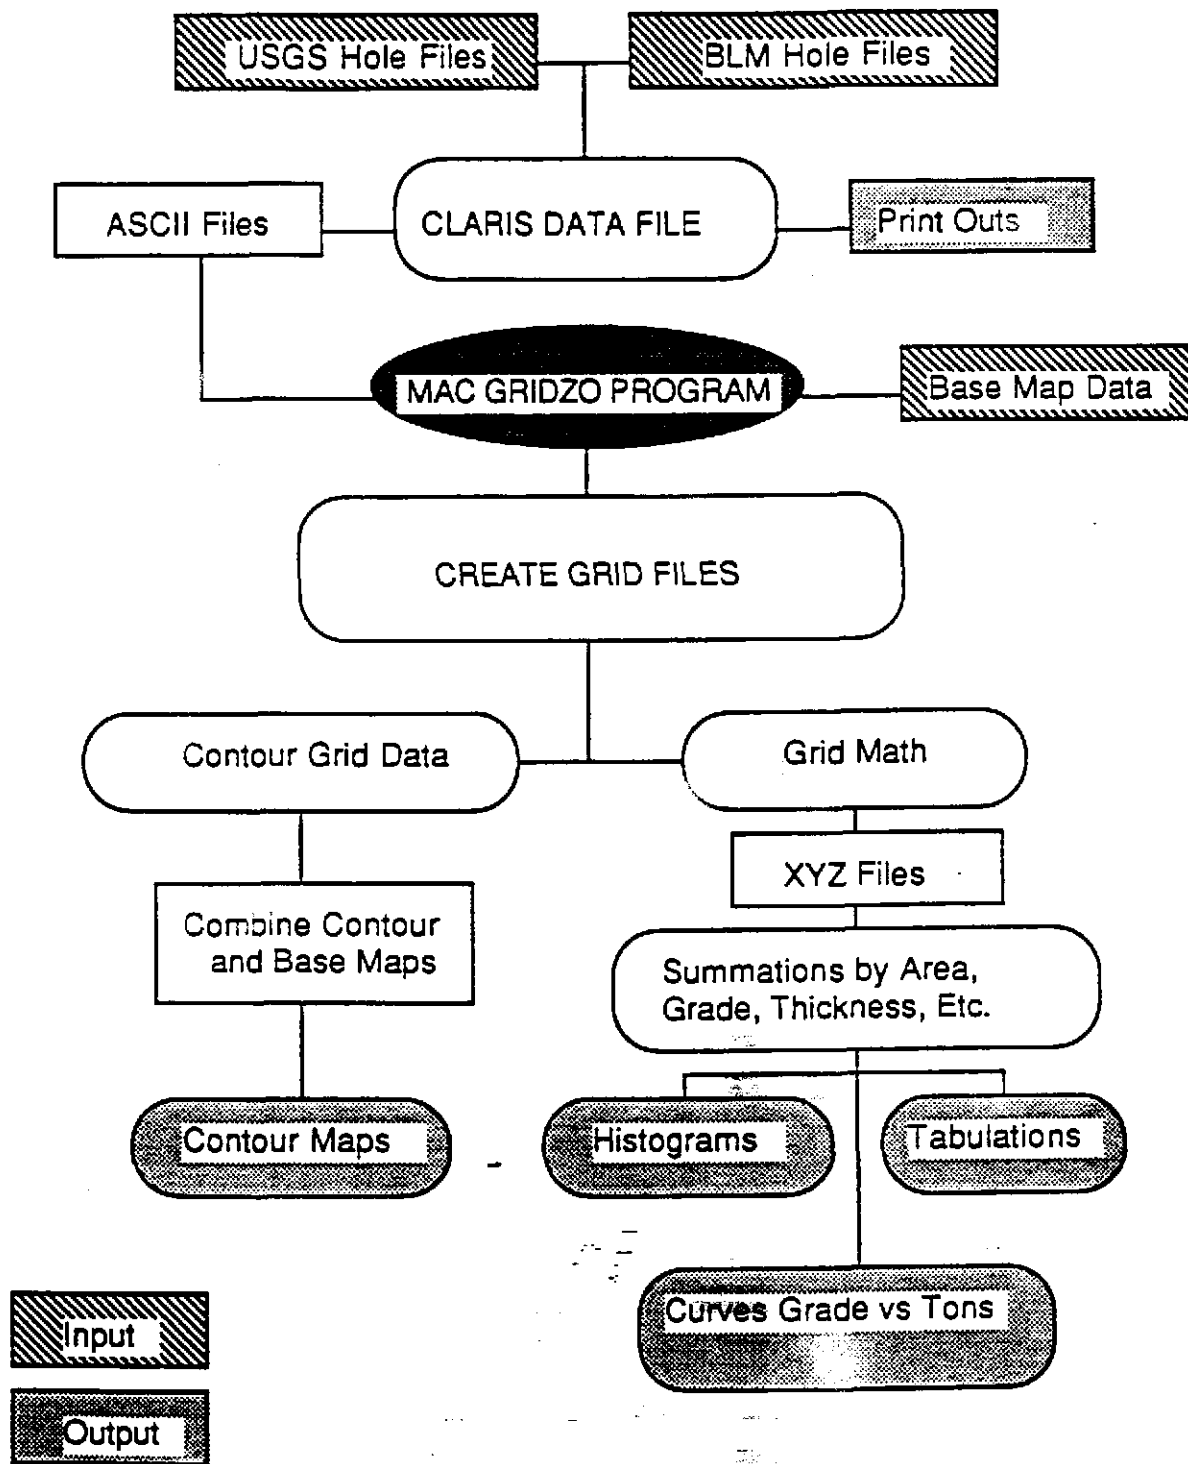 USGS Hole Files
BLM Hole Files
ASCII Files
CLARIS DATA FILE
Print Outs
MAC GRIDZO PROGRAM
Base Map Data
CREATE GRID FILES
Contour Grid Data
Grid Math
XYZ Files
Combine Contour
and Base Maps
Summations by Area,
Grade, Thickness, Etc.
Contour Maps
Histograms
Tabulations
Curves Grade vs Tons
Input
Output